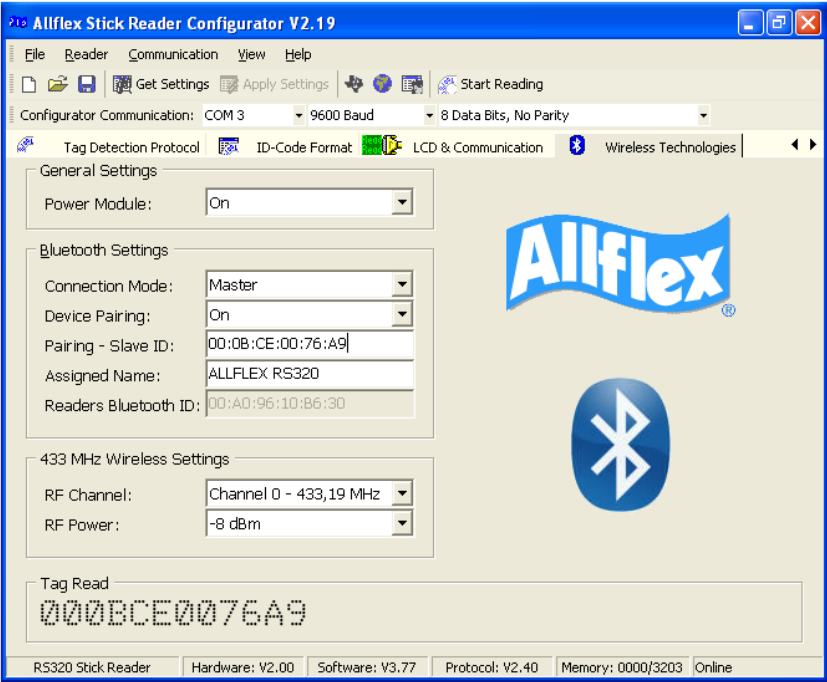 Allflex Stick Reader Configurator V2.19
File Reader Communication View Help
Get Settings Apply Settings Start Reading
Configurator Communication: COM 3 9600 Baud 8 Data Bits, No Parity
Tag Detection Protocol ID-Code Format LCD & Communication Wireless Technologies
General Settings
Power Module: On
Allflex
®
Bluetooth Settings
Connection Mode: Master
Device Pairing: On
Pairing - Slave ID: 00:0B:CE:00:76:A9
Assigned Name: ALLFLEX RS320
Readers Bluetooth ID: 00:A0:96:10:B6:30
433 MHz Wireless Settings
RF Channel: Channel 0 - 433,19 MHz
RF Power: -8 dBm
Tag Read
000BCE0076A9
RS320 Stick Reader Hardware: V2.00 Software: V3.77 Protocol: V2.40 Memory: 0000/3203 Online